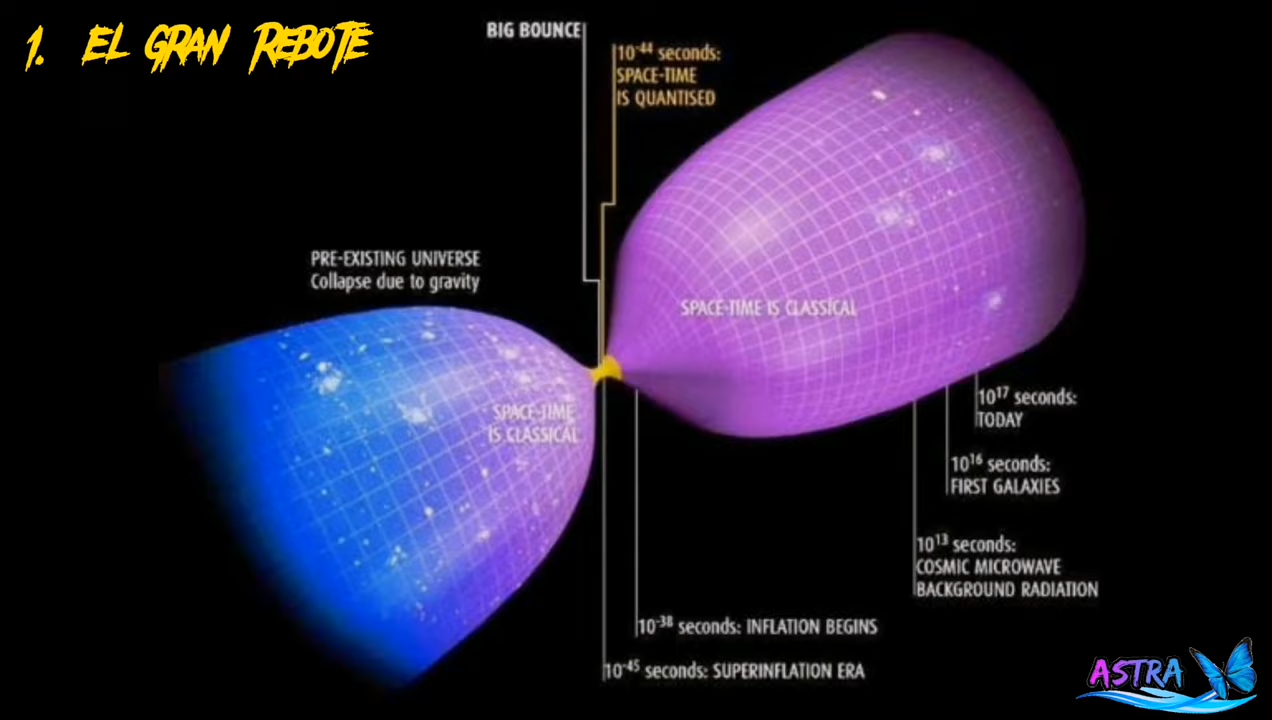 1. EL GRAN REBOTE
BIG BOUNCE
10⁻⁴⁴ seconds:
SPACE-TIME
IS QUANTISED
PRE-EXISTING UNIVERSE
Collapse due to gravity
SPACE-TIME IS CLASSICAL
SPACE-TIME
IS CLASSICAL
10¹⁷ seconds:
TODAY
10¹⁶ seconds:
FIRST GALAXIES
10¹³ seconds:
COSMIC MICROWAVE
BACKGROUND RADIATION
10⁻³⁸ seconds: INFLATION BEGINS
10⁻⁴⁵ seconds: SUPERINFLATION ERA
ASTRA